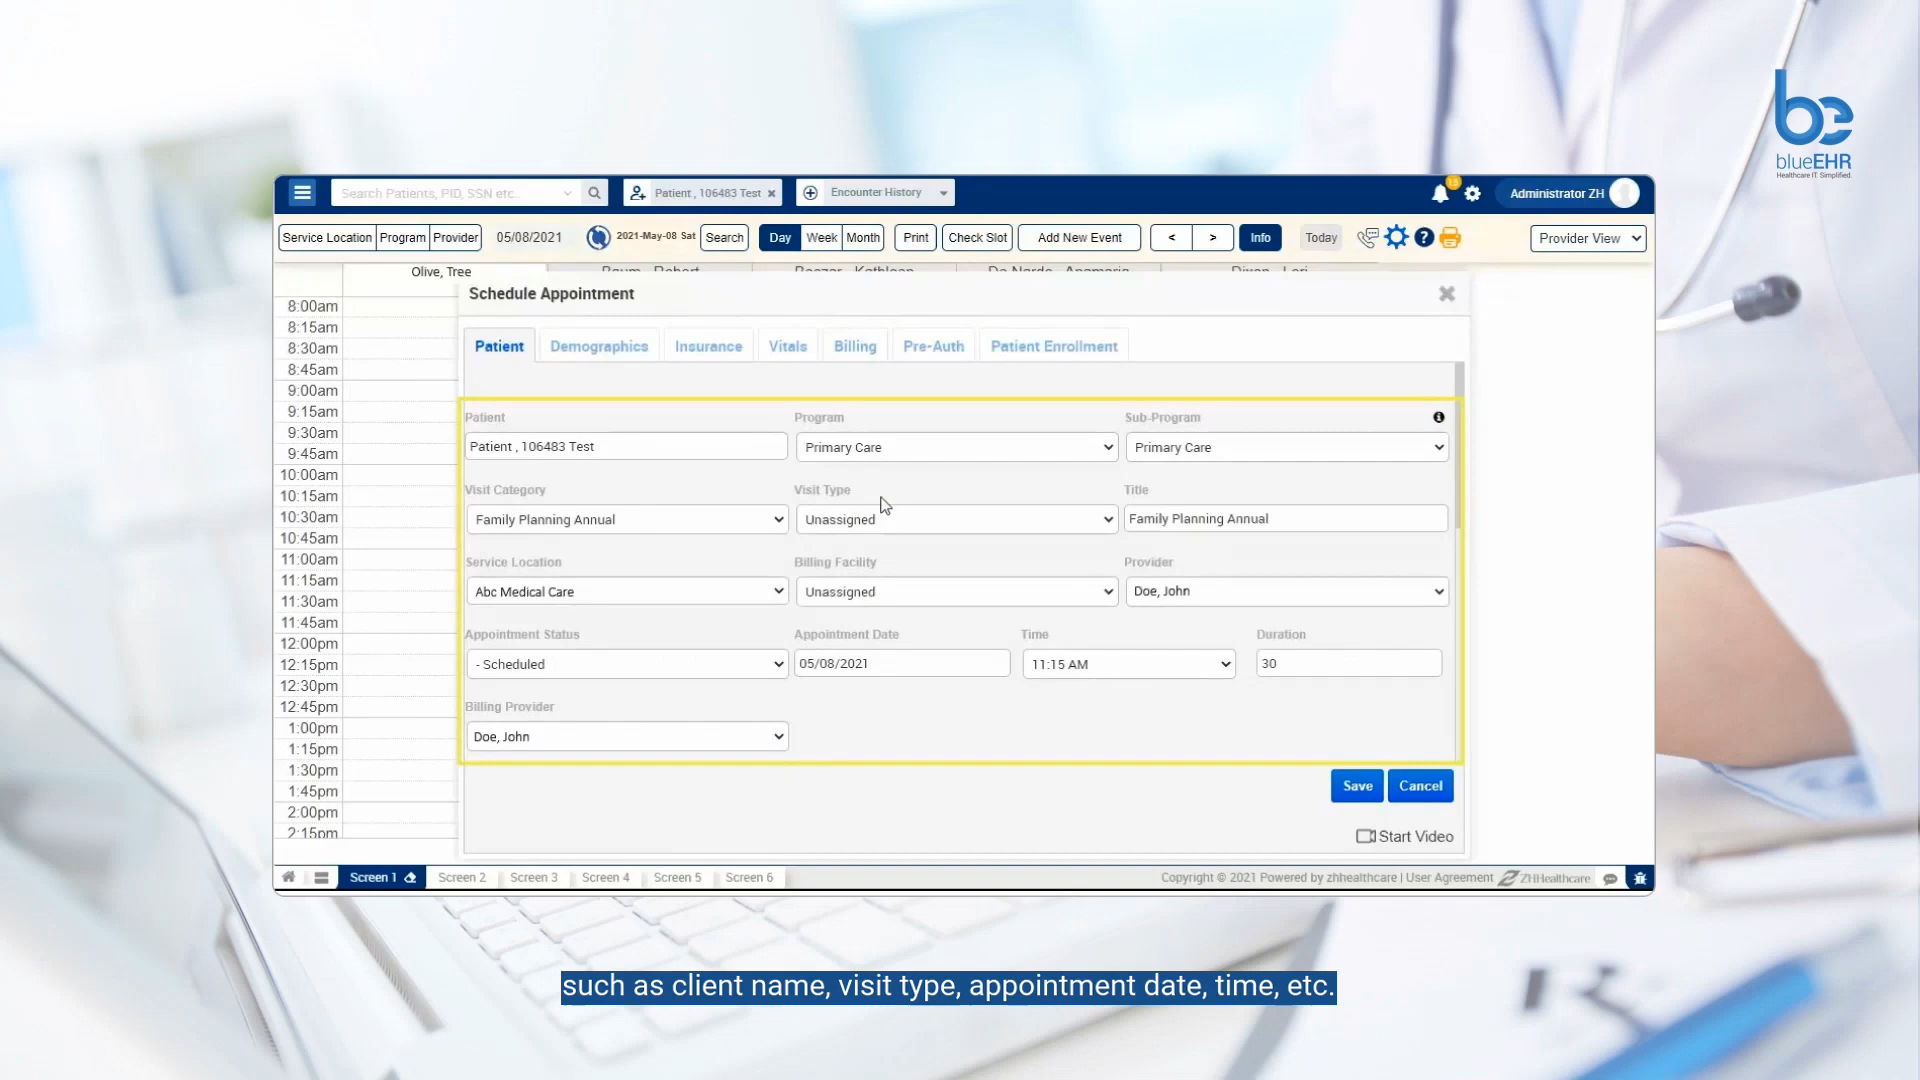 be
blueEHR
Healthcare IT. Simplified.
Search Patients, PID, SSN etc..
Patient , 106483 Test
Encounter History
Administrator ZH
Service Location Program Provider 05/08/2021 2021-May-08 Sat Search Day Week Month Print Check Slot Add New Event < > Info Today ? Provider View
Olive, Tree
Schedule Appointment
Patient Demographics Insurance Vitals Billing Pre-Auth Patient Enrollment
8:00am
8:15am
8:30am
8:45am
9:00am
9:15am
9:30am
9:45am
10:00am
10:15am
10:30am
10:45am
11:00am
11:15am
11:30am
11:45am
12:00pm
12:15pm
12:30pm
12:45pm
1:00pm
1:15pm
1:30pm
1:45pm
2:00pm
2:15pm
Patient Program Sub-Program
Patient , 106483 Test Primary Care Primary Care
Visit Category Visit Type Title
Family Planning Annual Unassigned Family Planning Annual
Service Location Billing Facility Provider
Abc Medical Care Unassigned Doe, John
Appointment Status Appointment Date Time Duration
- Scheduled 05/08/2021 11:15 AM 30
Billing Provider
Doe, John
Save Cancel
Start Video
Screen 1 Screen 2 Screen 3 Screen 4 Screen 5 Screen 6
Copyright © 2021 Powered by zhhealthcare | User Agreement ZHHealthcare
such as client name, visit type, appointment date, time, etc.